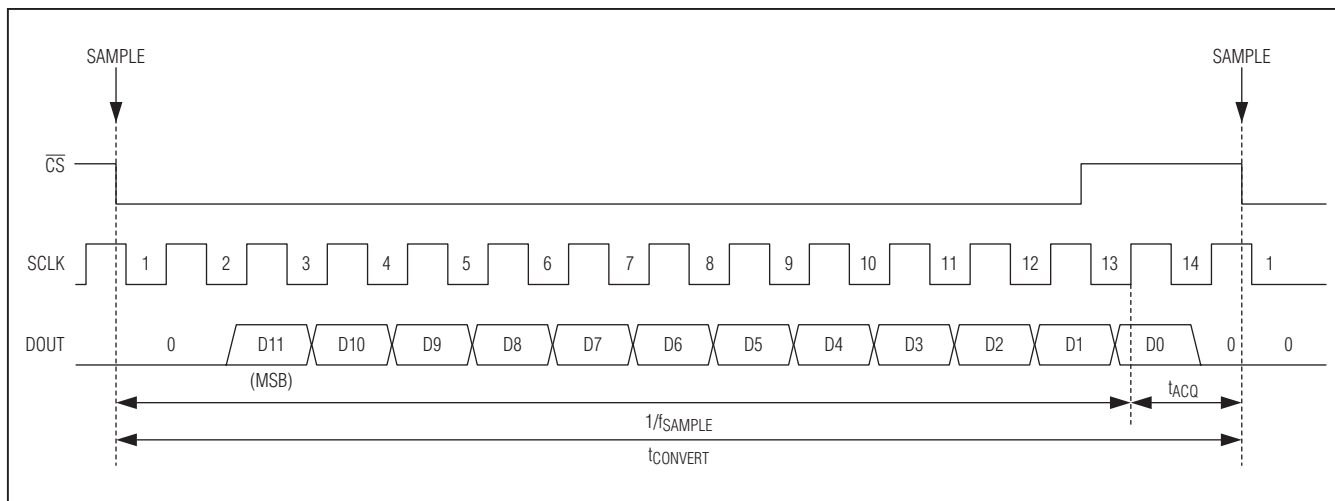 SAMPLE SAMPLE
CS
SCLK 1 2 3 4 5 6 7 8 9 10 11 12 13 14 1
DOUT 0 D11 D10 D9 D8 D7 D6 D5 D4 D3 D2 D1 D0 0 0
(MSB)
tACQ
1/fSAMPLE
tCONVERT